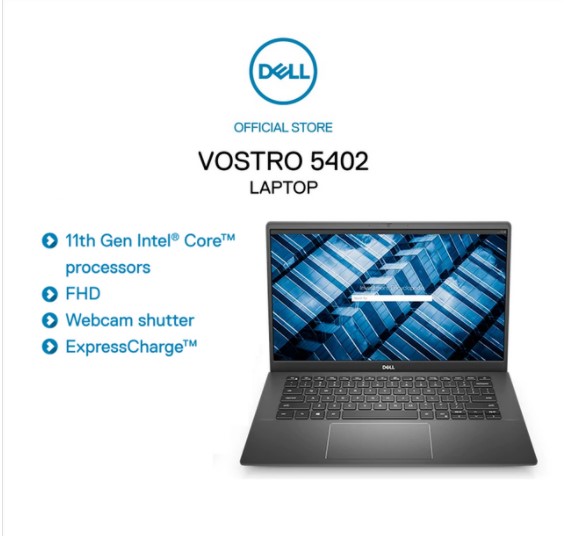 DELL
OFFICIAL STORE
VOSTRO 5402
LAPTOP
11th Gen Intel® Core™
processors
FHD
Webcam shutter
ExpressCharge™
DELL